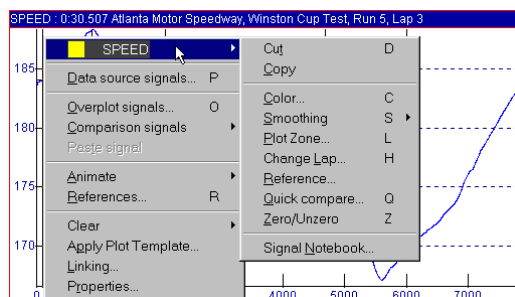 SPEED : 0:30.507 Atlanta Motor Speedway, Winston Cup Test, Run 5, Lap 3
SPEED
Data source signals... P
Overplot signals... O
Comparison signals
Paste signal
Animate
References... R
Clear
Apply Plot Template...
Linking...
Properties...
Cut D
Copy
Color... C
Smoothing S
Plot Zone... L
Change Lap... H
Reference...
Quick compare... Q
Zero/Unzero Z
Signal Notebook...
185
180
175
170
0 4000 5000 6000 7000